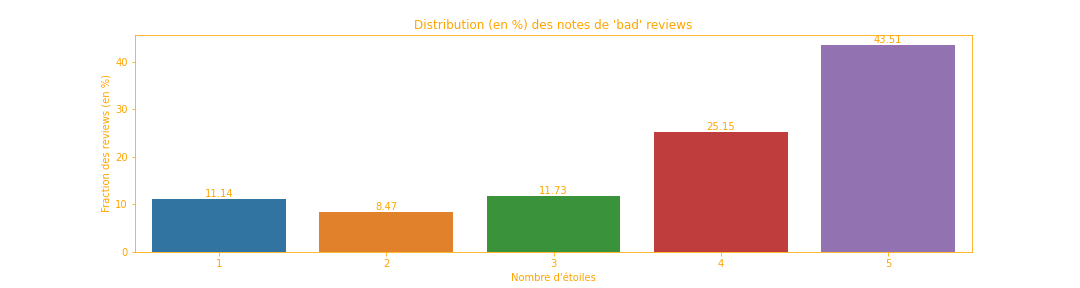 Distribution (en %) des notes de 'bad' reviews
Fraction des reviews (en %)
40
30
20
10
0
11.14
8.47
11.73
25.15
43.51
1 2 3 4 5
Nombre d'étoiles